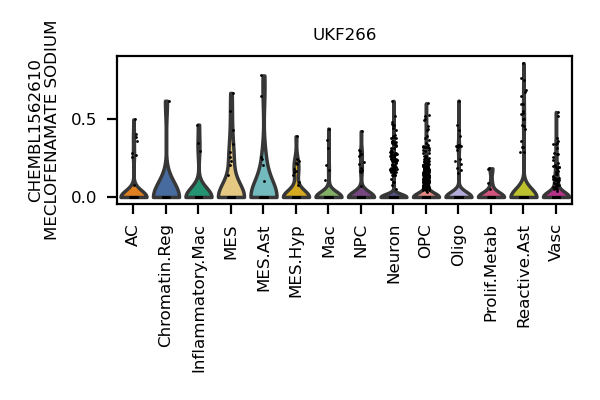 UKF266
CHEMBL1562610
MECLOFENAMATE SODIUM
0.5
0.0
AC
Chromatin.Reg
Inflammatory.Mac
MES
MES.Ast
MES.Hyp
Mac
NPC
Neuron
OPC
Oligo
Prolif.Metab
Reactive.Ast
Vasc